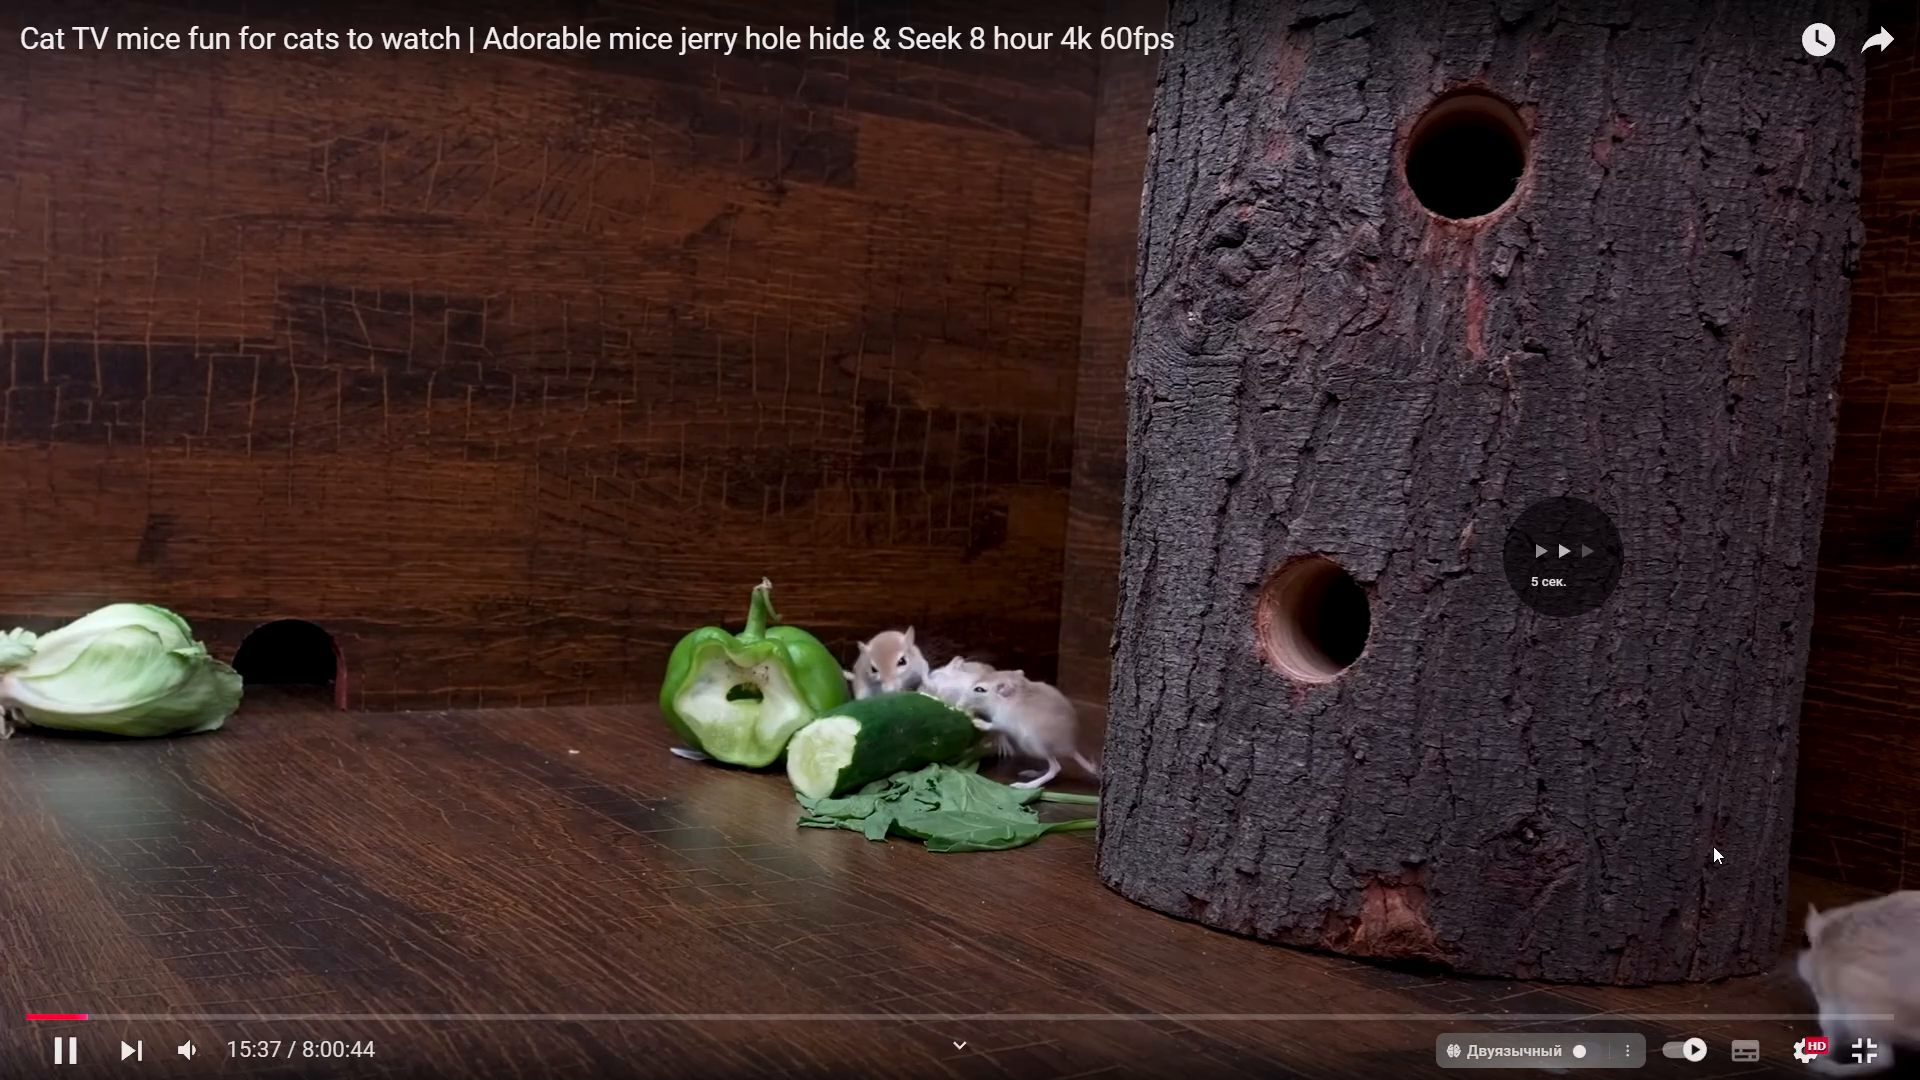 Cat TV mice fun for cats to watch | Adorable mice jerry hole hide & Seek 8 hour 4k 60fps
5 сек.
15:37 / 8:00:44
Двуязычный
HD